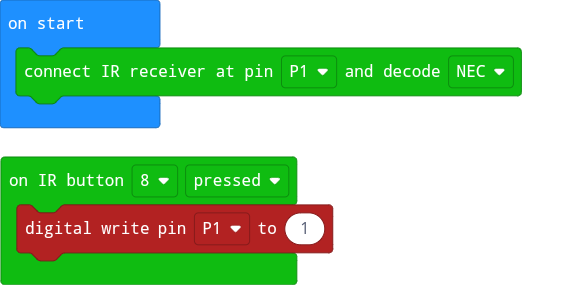 on start
connect IR receiver at pin P1 and decode NEC
on IR button 8 pressed
digital write pin P1 to 1